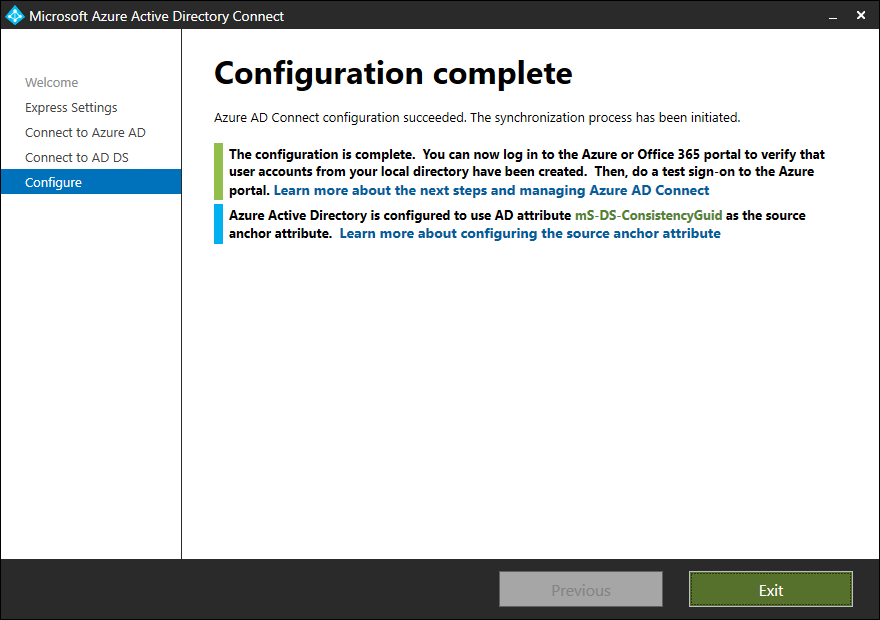 Microsoft Azure Active Directory Connect
Welcome
Express Settings
Connect to Azure AD
Connect to AD DS
Configure
Configuration complete
Azure AD Connect configuration succeeded. The synchronization process has been initiated.
The configuration is complete. You can now log in to the Azure or Office 365 portal to verify that
user accounts from your local directory have been created. Then, do a test sign-on to the Azure
portal. Learn more about the next steps and managing Azure AD Connect
Azure Active Directory is configured to use AD attribute mS-DS-ConsistencyGuid as the source
anchor attribute. Learn more about configuring the source anchor attribute
Previous
Exit